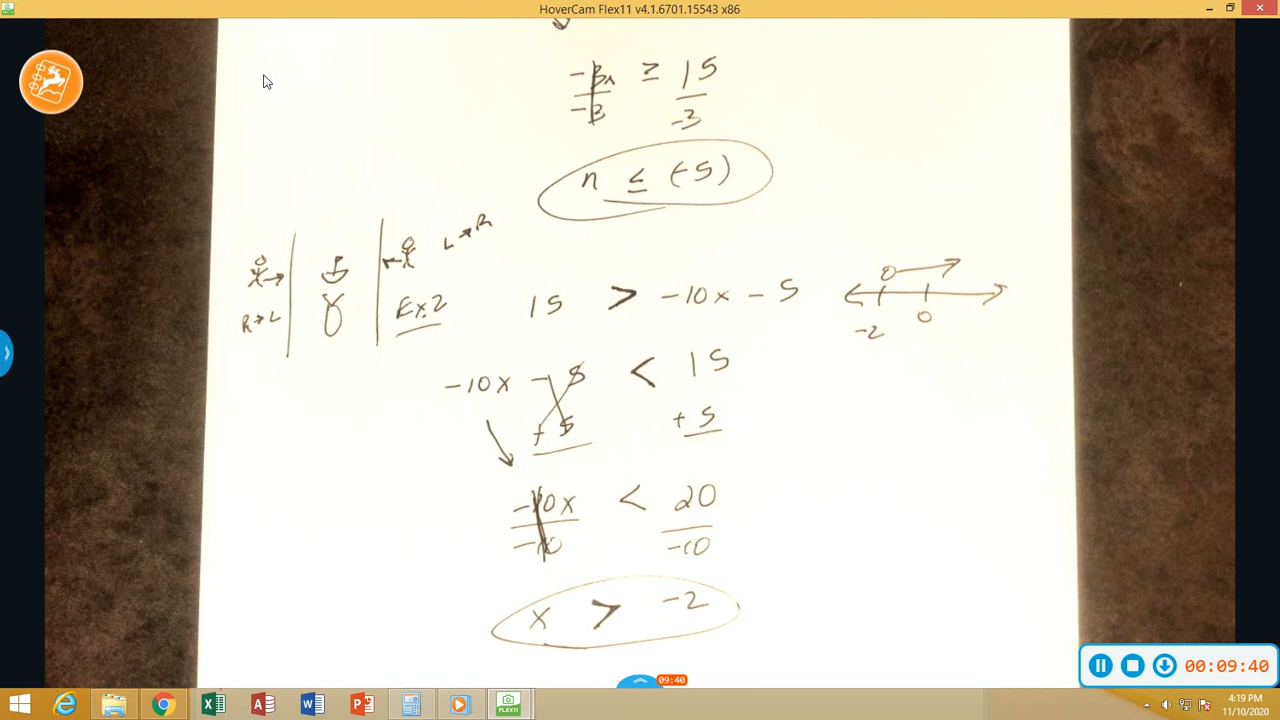 HoverCam Flex11 v4.1.6701.15543 x86
-3x ≥ 15
-3 -3
n ≤ (-5)
L → R
R → L
Ex. 2 15 > -10x - 5
-2 0
-10x - 5 < 15
+ 5 + 5
-10x < 20
-10 -10
x > -2
00:09:40
09:40
4:19 PM
11/10/2020
FLEX11